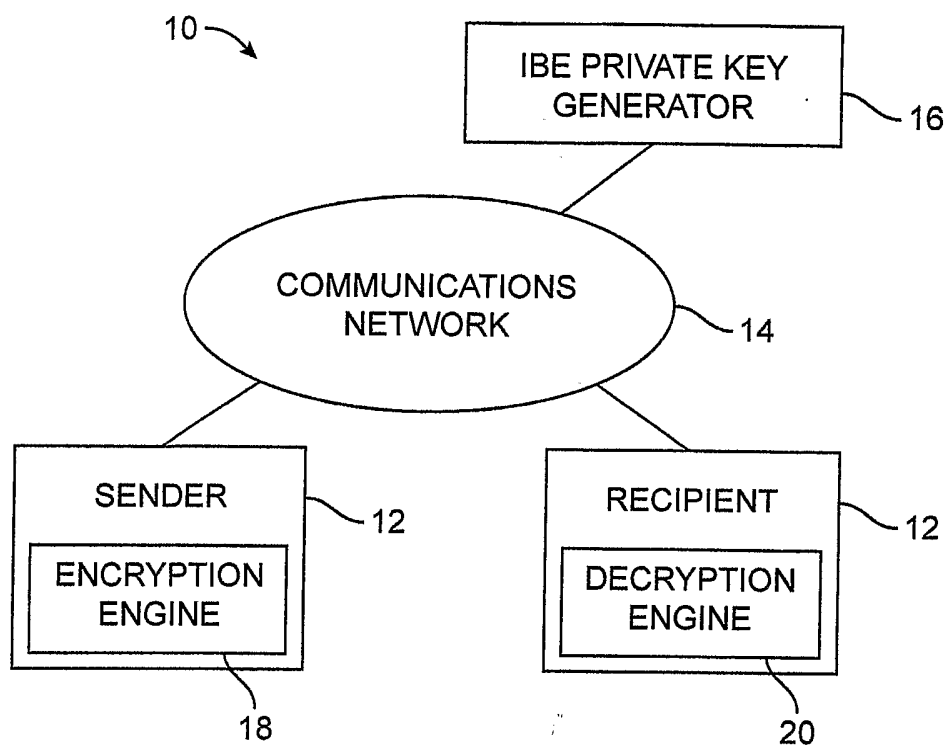 10
IBE PRIVATE KEY
GENERATOR
16
COMMUNICATIONS
NETWORK
14
SENDER
12
ENCRYPTION
ENGINE
18
RECIPIENT
12
DECRYPTION
ENGINE
20